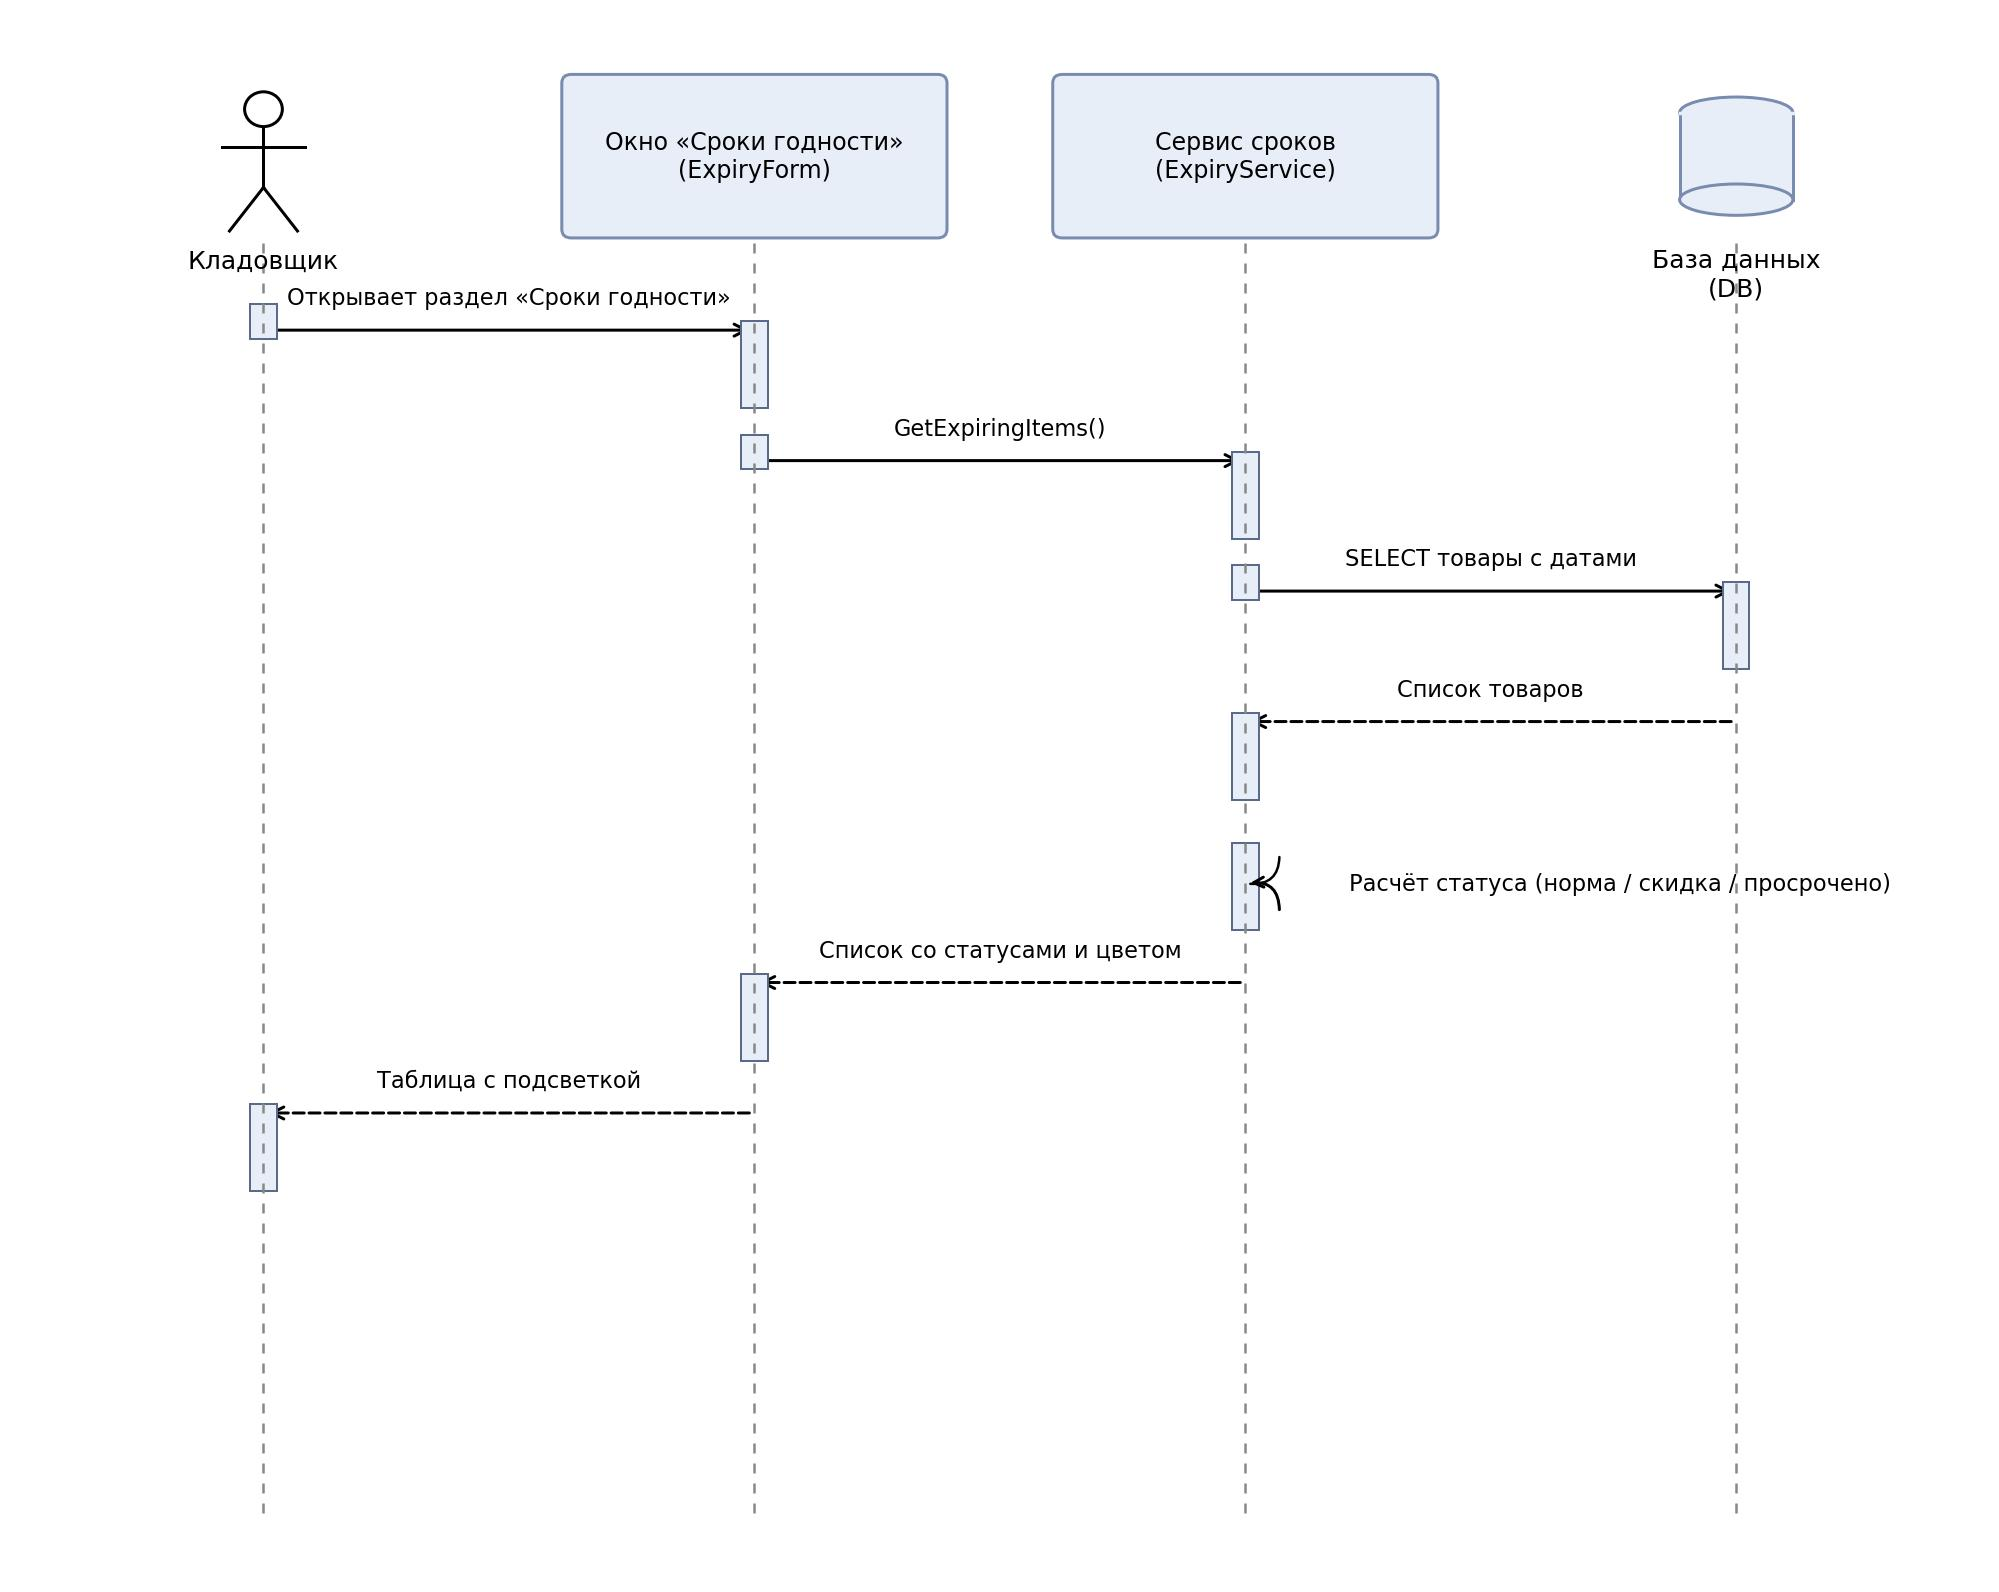 Окно «Сроки годности»
(ExpiryForm)
Сервис сроков
(ExpiryService)
Кладовщик
База данных
(DB)
Открывает раздел «Сроки годности»
GetExpiringItems()
SELECT товары с датами
Список товаров
Расчёт статуса (норма / скидка / просрочено)
Список со статусами и цветом
Таблица с подсветкой